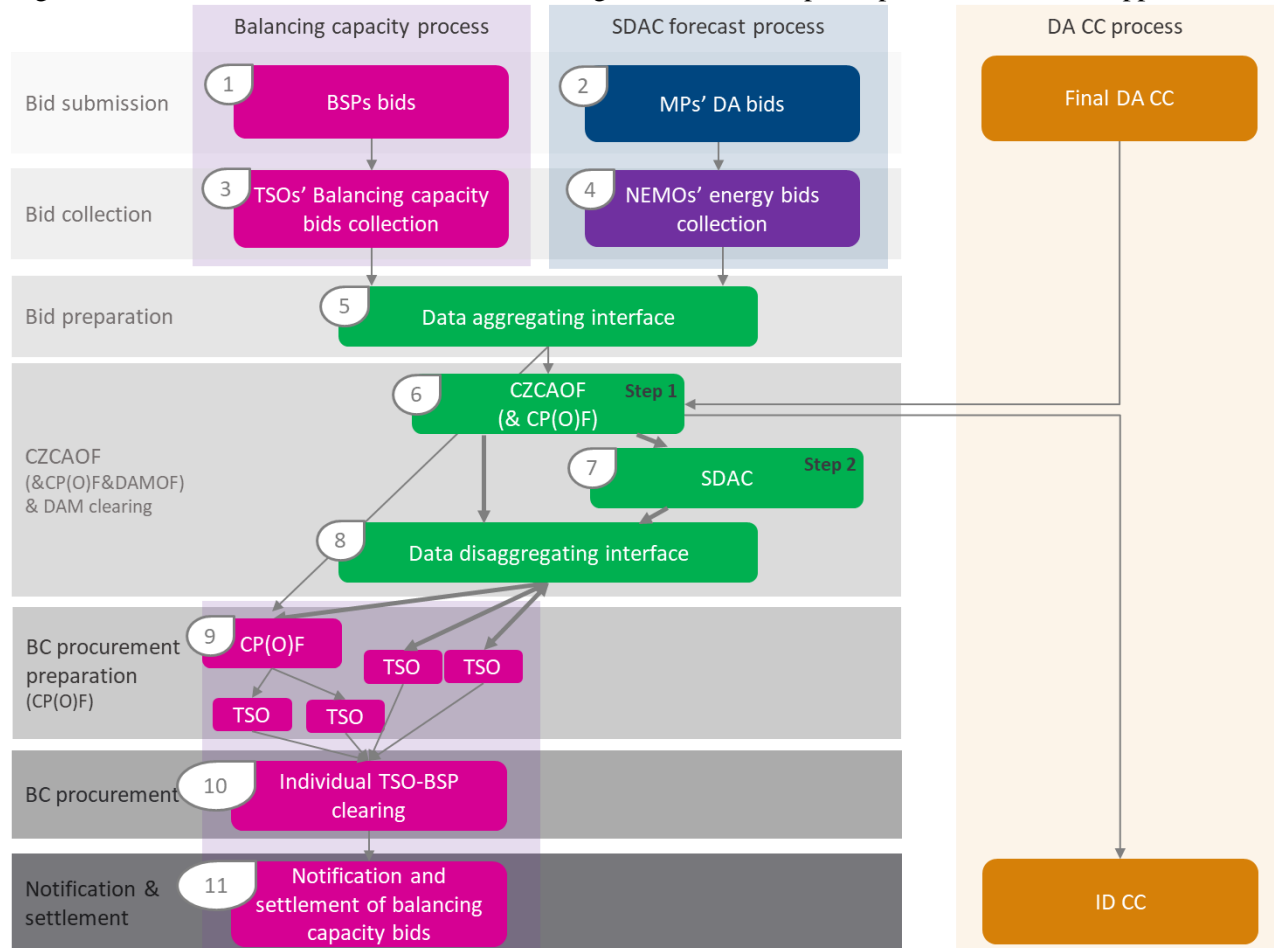 Balancing capacity process
SDAC forecast process
DA CC process
Bid submission
1
BSPs bids
2
MPs' DA bids
Final DA CC
Bid collection
3
TSOs' Balancing capacity
bids collection
4
NEMOs' energy bids
collection
Bid preparation
5
Data aggregating interface
6
CZCAOF
(& CP(O)F)
Step 1
CZCAOF
(&CP(O)F&DAMOF)
& DAM clearing
7
SDAC
Step 2
8
Data disaggregating interface
BC procurement
preparation
(CP(O)F)
9
CP(O)F
TSO
TSO
TSO
TSO
BC procurement
10
Individual TSO-BSP
clearing
Notification &
settlement
11
Notification and
settlement of balancing
capacity bids
ID CC